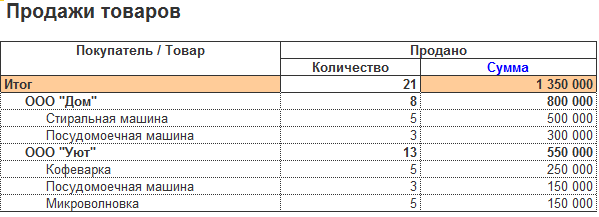 Продажи товаров
Покупатель / Товар Продано
Количество Сумма
Итог 21 1 350 000
ООО "Дом" 8 800 000
Стиральная машина 5 500 000
Посудомоечная машина 3 300 000
ООО "Уют" 13 550 000
Кофеварка 5 250 000
Посудомоечная машина 3 150 000
Микроволновка 5 150 000